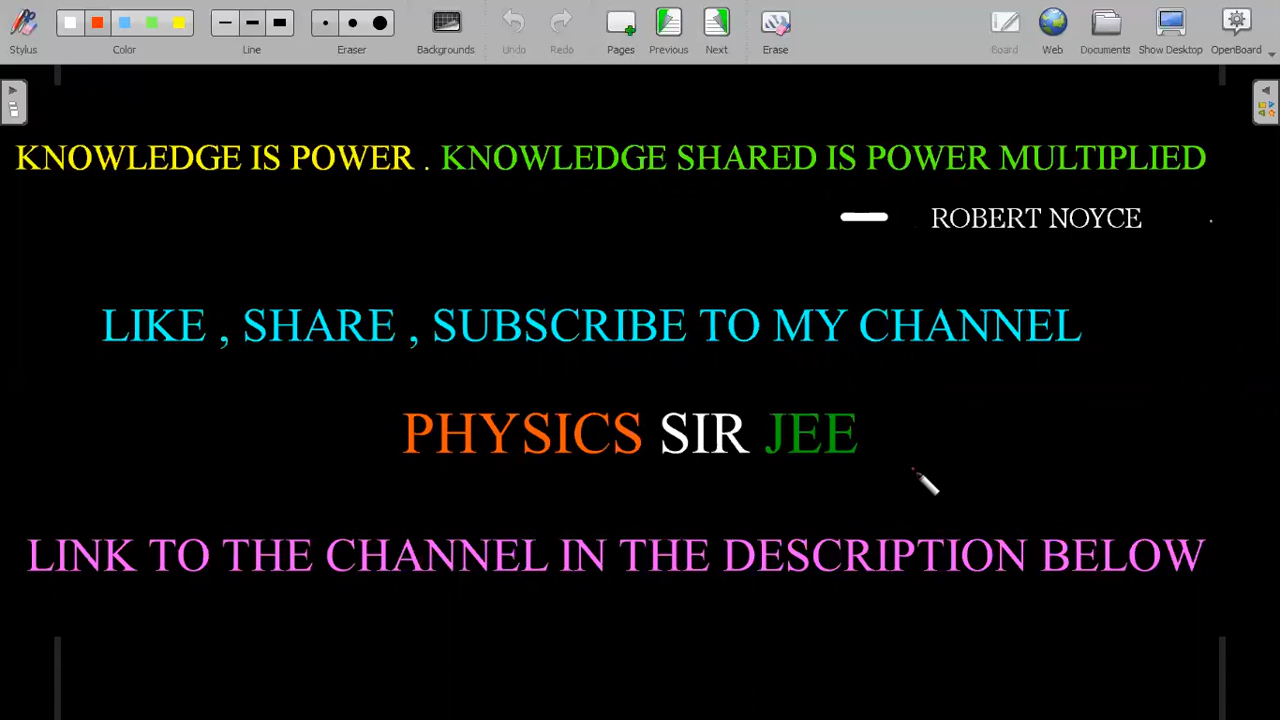 Stylus Color Line Eraser Backgrounds Undo Redo Pages Previous Next Erase Board Web Documents Show Desktop OpenBoard
KNOWLEDGE IS POWER . KNOWLEDGE SHARED IS POWER MULTIPLIED
— ROBERT NOYCE .
LIKE , SHARE , SUBSCRIBE TO MY CHANNEL
PHYSICS SIR JEE
LINK TO THE CHANNEL IN THE DESCRIPTION BELOW